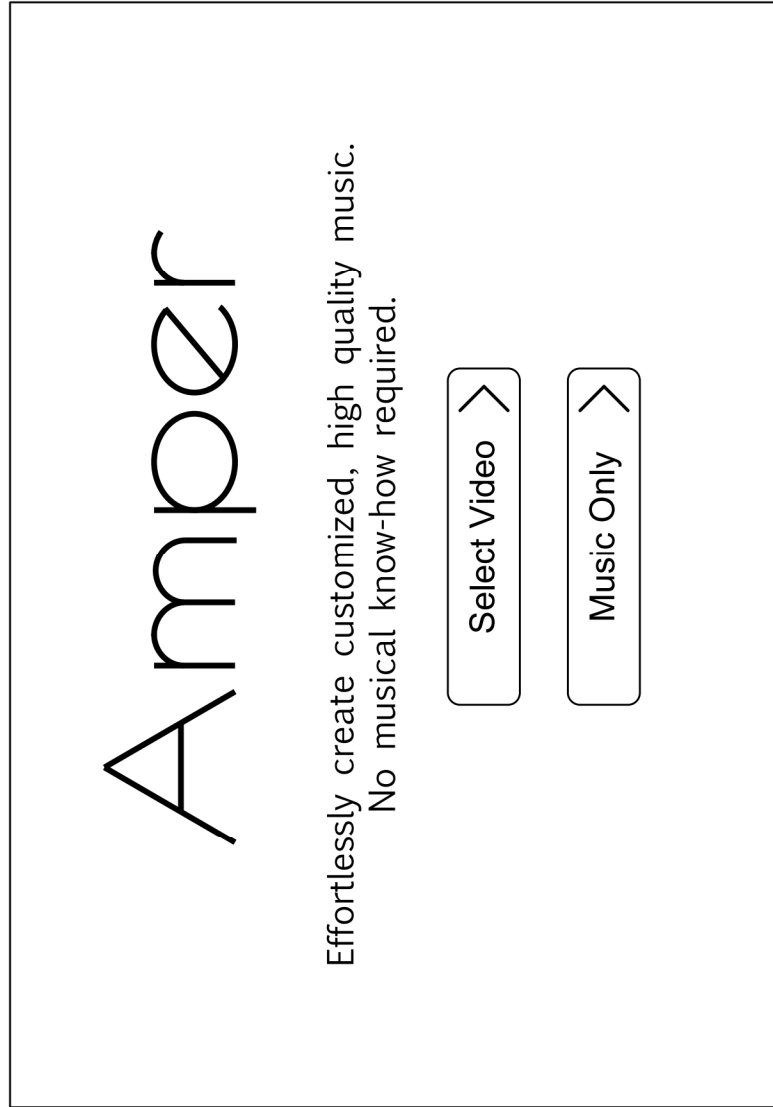 Amper
Effortlessly create customized, high quality music.
No musical know-how required.
Select Video
Music Only